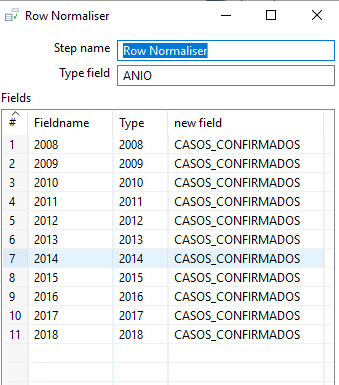 Row Normaliser
Step name Row Normaliser
Type field ANIO
Fields
# Fieldname Type new field
1 2008 2008 CASOS_CONFIRMADOS
2 2009 2009 CASOS_CONFIRMADOS
3 2010 2010 CASOS_CONFIRMADOS
4 2011 2011 CASOS_CONFIRMADOS
5 2012 2012 CASOS_CONFIRMADOS
6 2013 2013 CASOS_CONFIRMADOS
7 2014 2014 CASOS_CONFIRMADOS
8 2015 2015 CASOS_CONFIRMADOS
9 2016 2016 CASOS_CONFIRMADOS
10 2017 2017 CASOS_CONFIRMADOS
11 2018 2018 CASOS_CONFIRMADOS